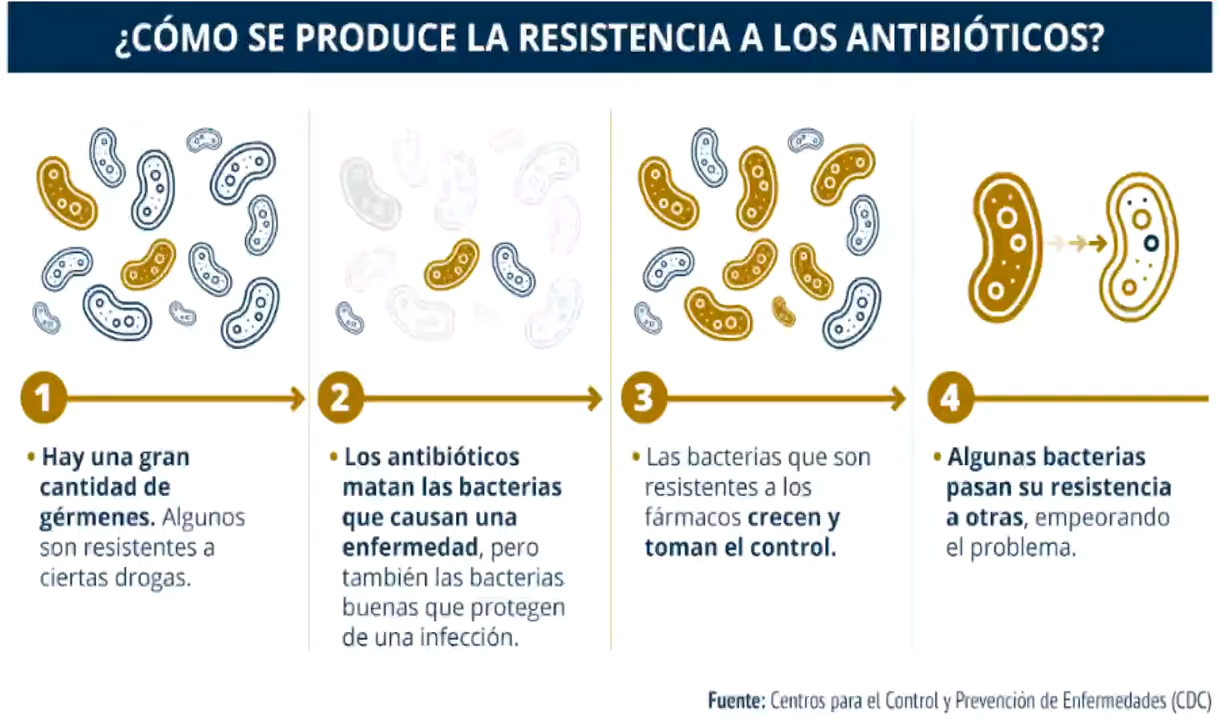 ¿CÓMO SE PRODUCE LA RESISTENCIA A LOS ANTIBIÓTICOS?
1
• Hay una gran
cantidad de
gérmenes. Algunos
son resistentes a
ciertas drogas.
2
• Los antibióticos
matan las bacterias
que causan una
enfermedad, pero
también las bacterias
buenas que protegen
de una infección.
3
• Las bacterias que son
resistentes a los
fármacos crecen y
toman el control.
4
• Algunas bacterias
pasan su resistencia
a otras, empeorando
el problema.
Fuente: Centros para el Control y Prevención de Enfermedades (CDC)